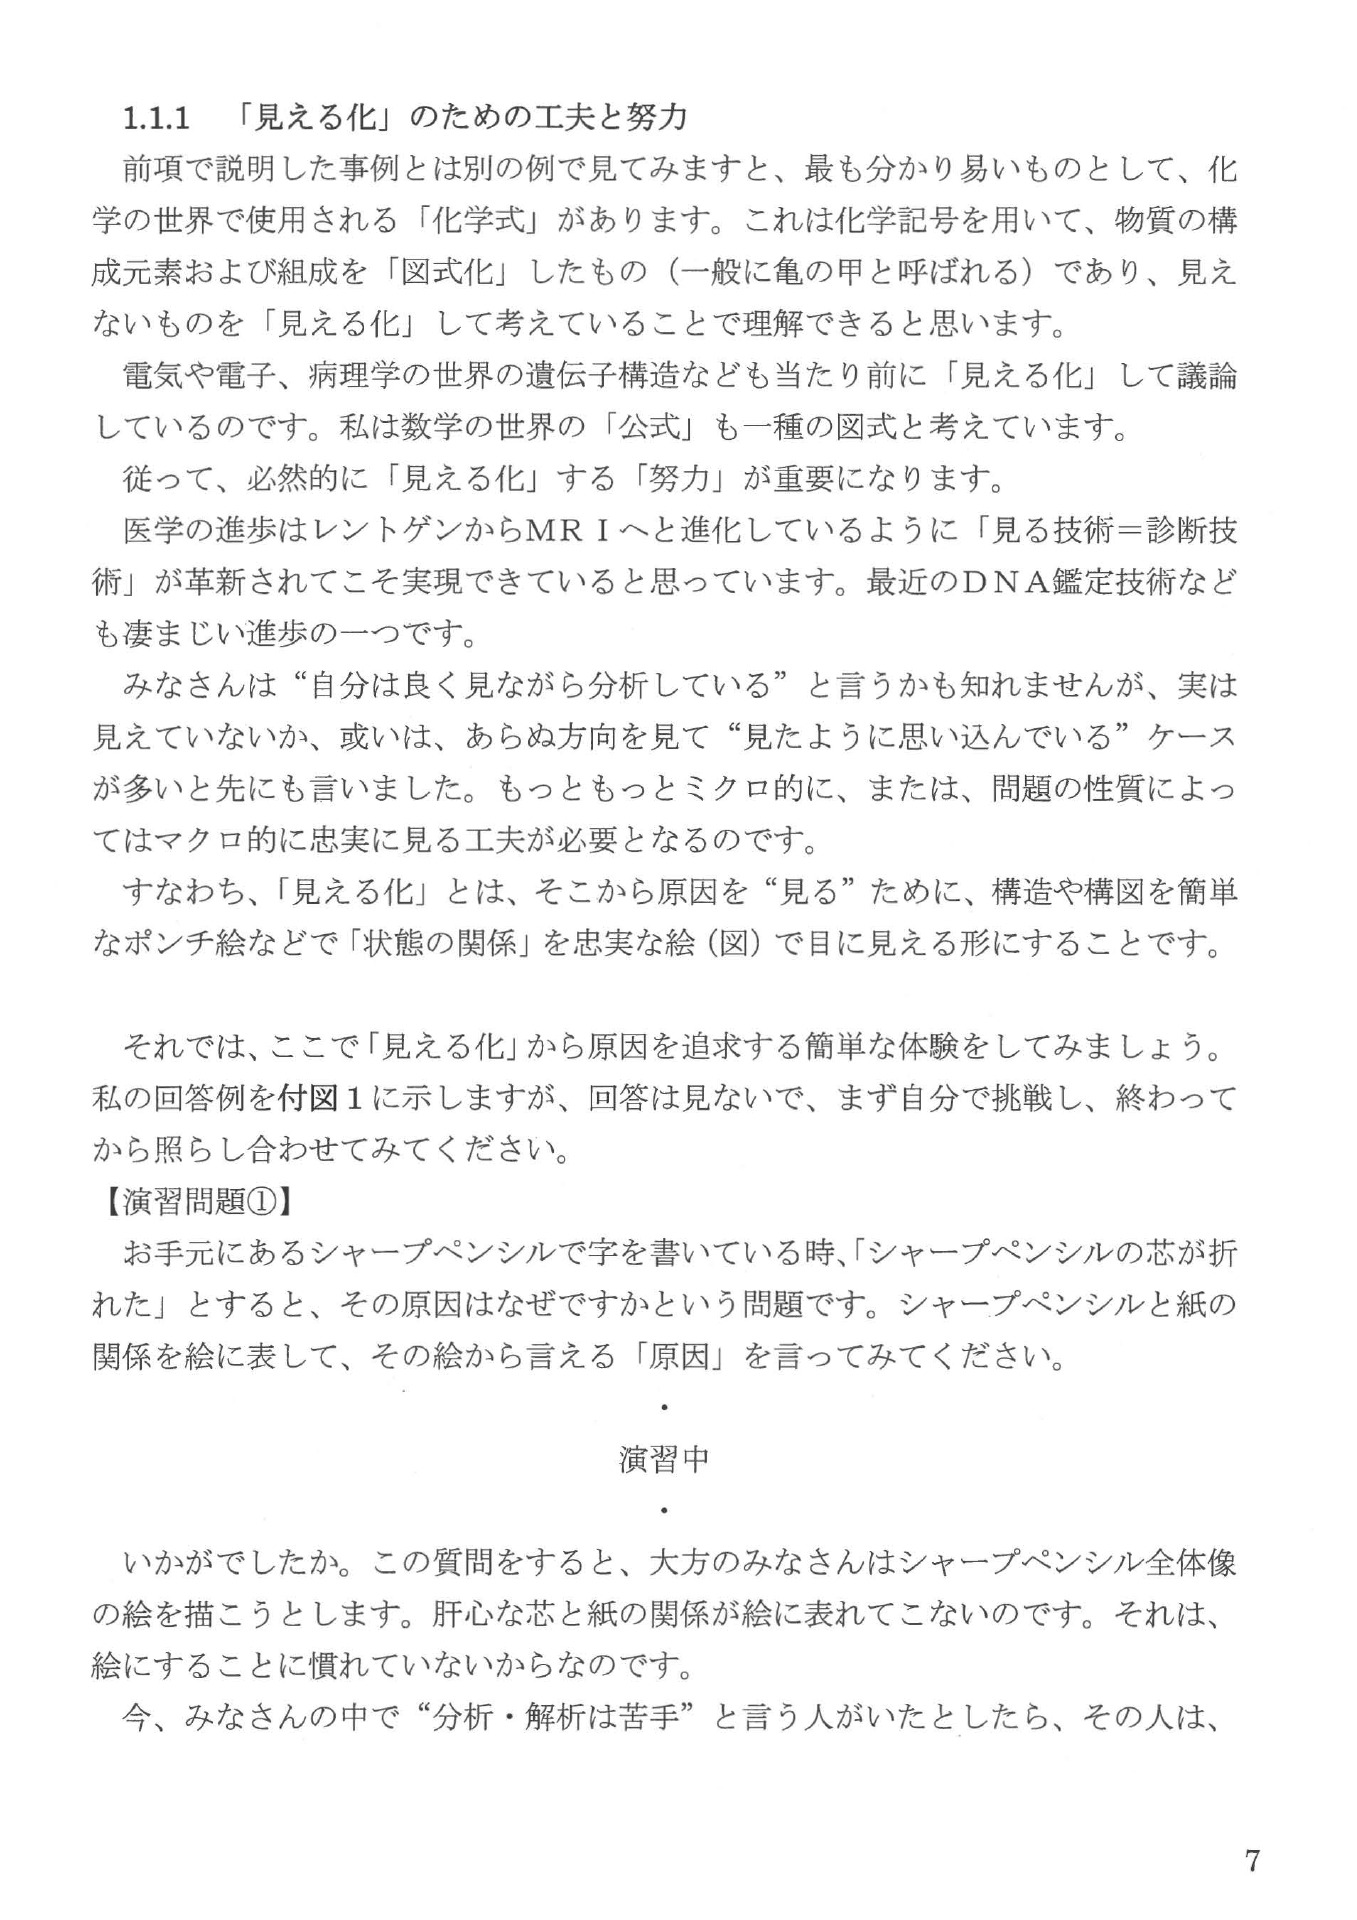 1.1.1　「見える化」のための工夫と努力
前項で説明した事例とは別の例で見てみますと、最も分かり易いものとして、化
学の世界で使用される「化学式」があります。これは化学記号を用いて、物質の構
成元素および組成を「図式化」したもの（一般に亀の甲と呼ばれる）であり、見え
ないものを「見える化」して考えていることで理解できると思います。
電気や電子、病理学の世界の遺伝子構造なども当たり前に「見える化」して議論
しているのです。私は数学の世界の「公式」も一種の図式と考えています。
従って、必然的に「見える化」する「努力」が重要になります。
医学の進歩はレントゲンからＭＲＩへと進化しているように「見る技術＝診断技
術」が革新されてこそ実現できていると思っています。最近のＤＮＡ鑑定技術など
も凄まじい進歩の一つです。
みなさんは“自分は良く見ながら分析している”と言うかも知れませんが、実は
見えていないか、或いは、あらぬ方向を見て“見たように思い込んでいる”ケース
が多いと先にも言いました。もっともっとミクロ的に、または、問題の性質によっ
てはマクロ的に忠実に見る工夫が必要となるのです。
すなわち、「見える化」とは、そこから原因を“見る”ために、構造や構図を簡単
なポンチ絵などで「状態の関係」を忠実な絵（図）で目に見える形にすることです。
それでは、ここで「見える化」から原因を追求する簡単な体験をしてみましょう。
私の回答例を付図１に示しますが、回答は見ないで、まず自分で挑戦し、終わって
から照らし合わせてみてください。
【演習問題①】
お手元にあるシャープペンシルで字を書いている時、「シャープペンシルの芯が折
れた」とすると、その原因はなぜですかという問題です。シャープペンシルと紙の
関係を絵に表して、その絵から言える「原因」を言ってみてください。
・
演習中
・
いかがでしたか。この質問をすると、大方のみなさんはシャープペンシル全体像
の絵を描こうとします。肝心な芯と紙の関係が絵に表れてこないのです。それは、
絵にすることに慣れていないからなのです。
今、みなさんの中で“分析・解析は苦手”と言う人がいたとしたら、その人は、
7